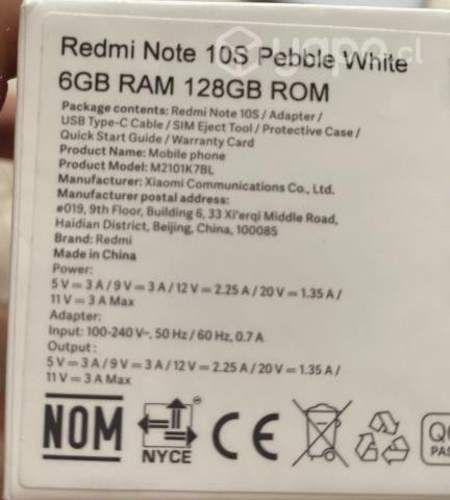 Redmi Note 10S Pebble White
6GB RAM 128GB ROM
Package contents: Redmi Note 10S / Adapter /
USB Type-C Cable / SIM Eject Tool / Protective Case /
Quick Start Guide / Warranty Card
Product Name: Mobile phone
Product Model: M2101K7BL
Manufacturer: Xiaomi Communications Co., Ltd.
Manufacturer postal address:
#019, 9th Floor, Building 6, 33 Xi'erqi Middle Road,
Haidian District, Beijing, China, 100085
Brand: Redmi
Made in China
Power:
5 V⎓3 A / 9 V⎓3 A / 12 V⎓2.25 A / 20 V⎓1.35 A /
11 V⎓3 A Max
Adapter:
Input: 100-240 V~, 50 Hz / 60 Hz, 0.7 A
Output:
5 V⎓3 A / 9 V⎓3 A / 12 V⎓2.25 A / 20 V⎓1.35 A /
11 V⎓3 A Max
NOM NYCE CE
yapo.cl